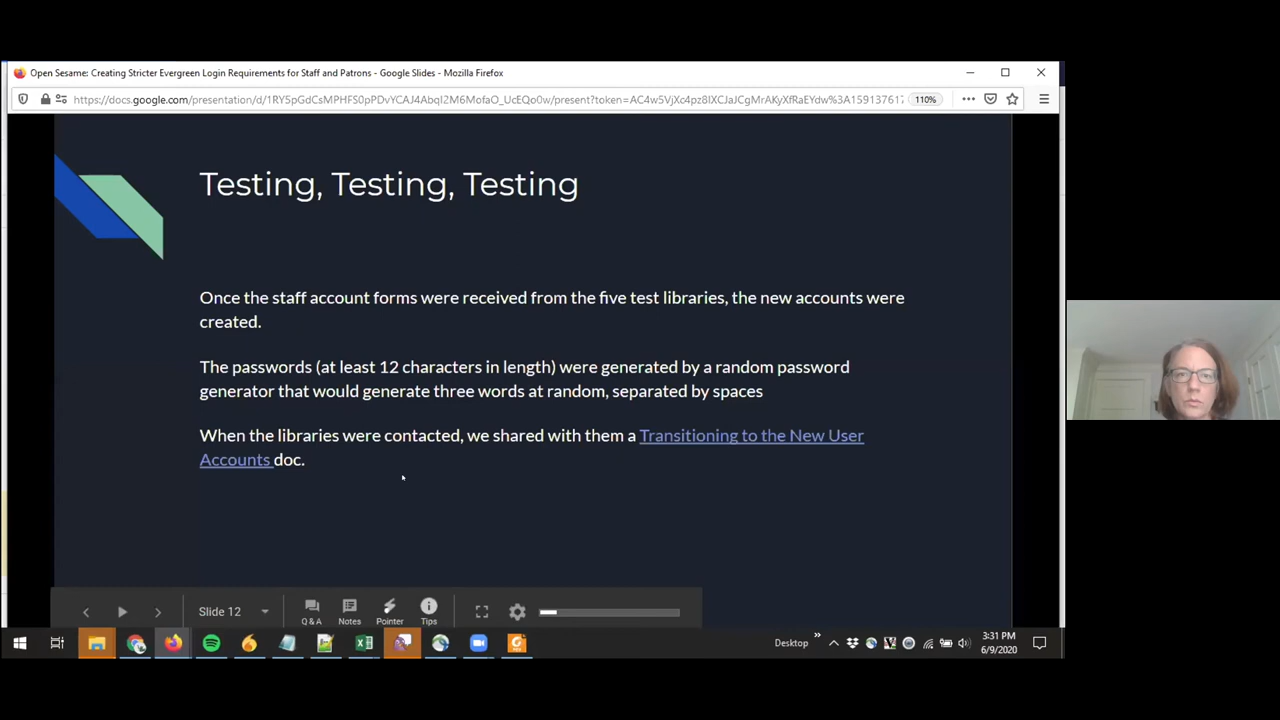 Open Sesame: Creating Stricter Evergreen Login Requirements for Staff and Patrons - Google Slides - Mozilla Firefox
110%
Testing, Testing, Testing
Once the staff account forms were received from the five test libraries, the new accounts were
created.
The passwords (at least 12 characters in length) were generated by a random password
generator that would generate three words at random, separated by spaces
When the libraries were contacted, we shared with them a Transitioning to the New User
Accounts doc.
Slide 12
Q & A
Notes
Pointer
Tips
Desktop
3:31 PM
6/9/2020